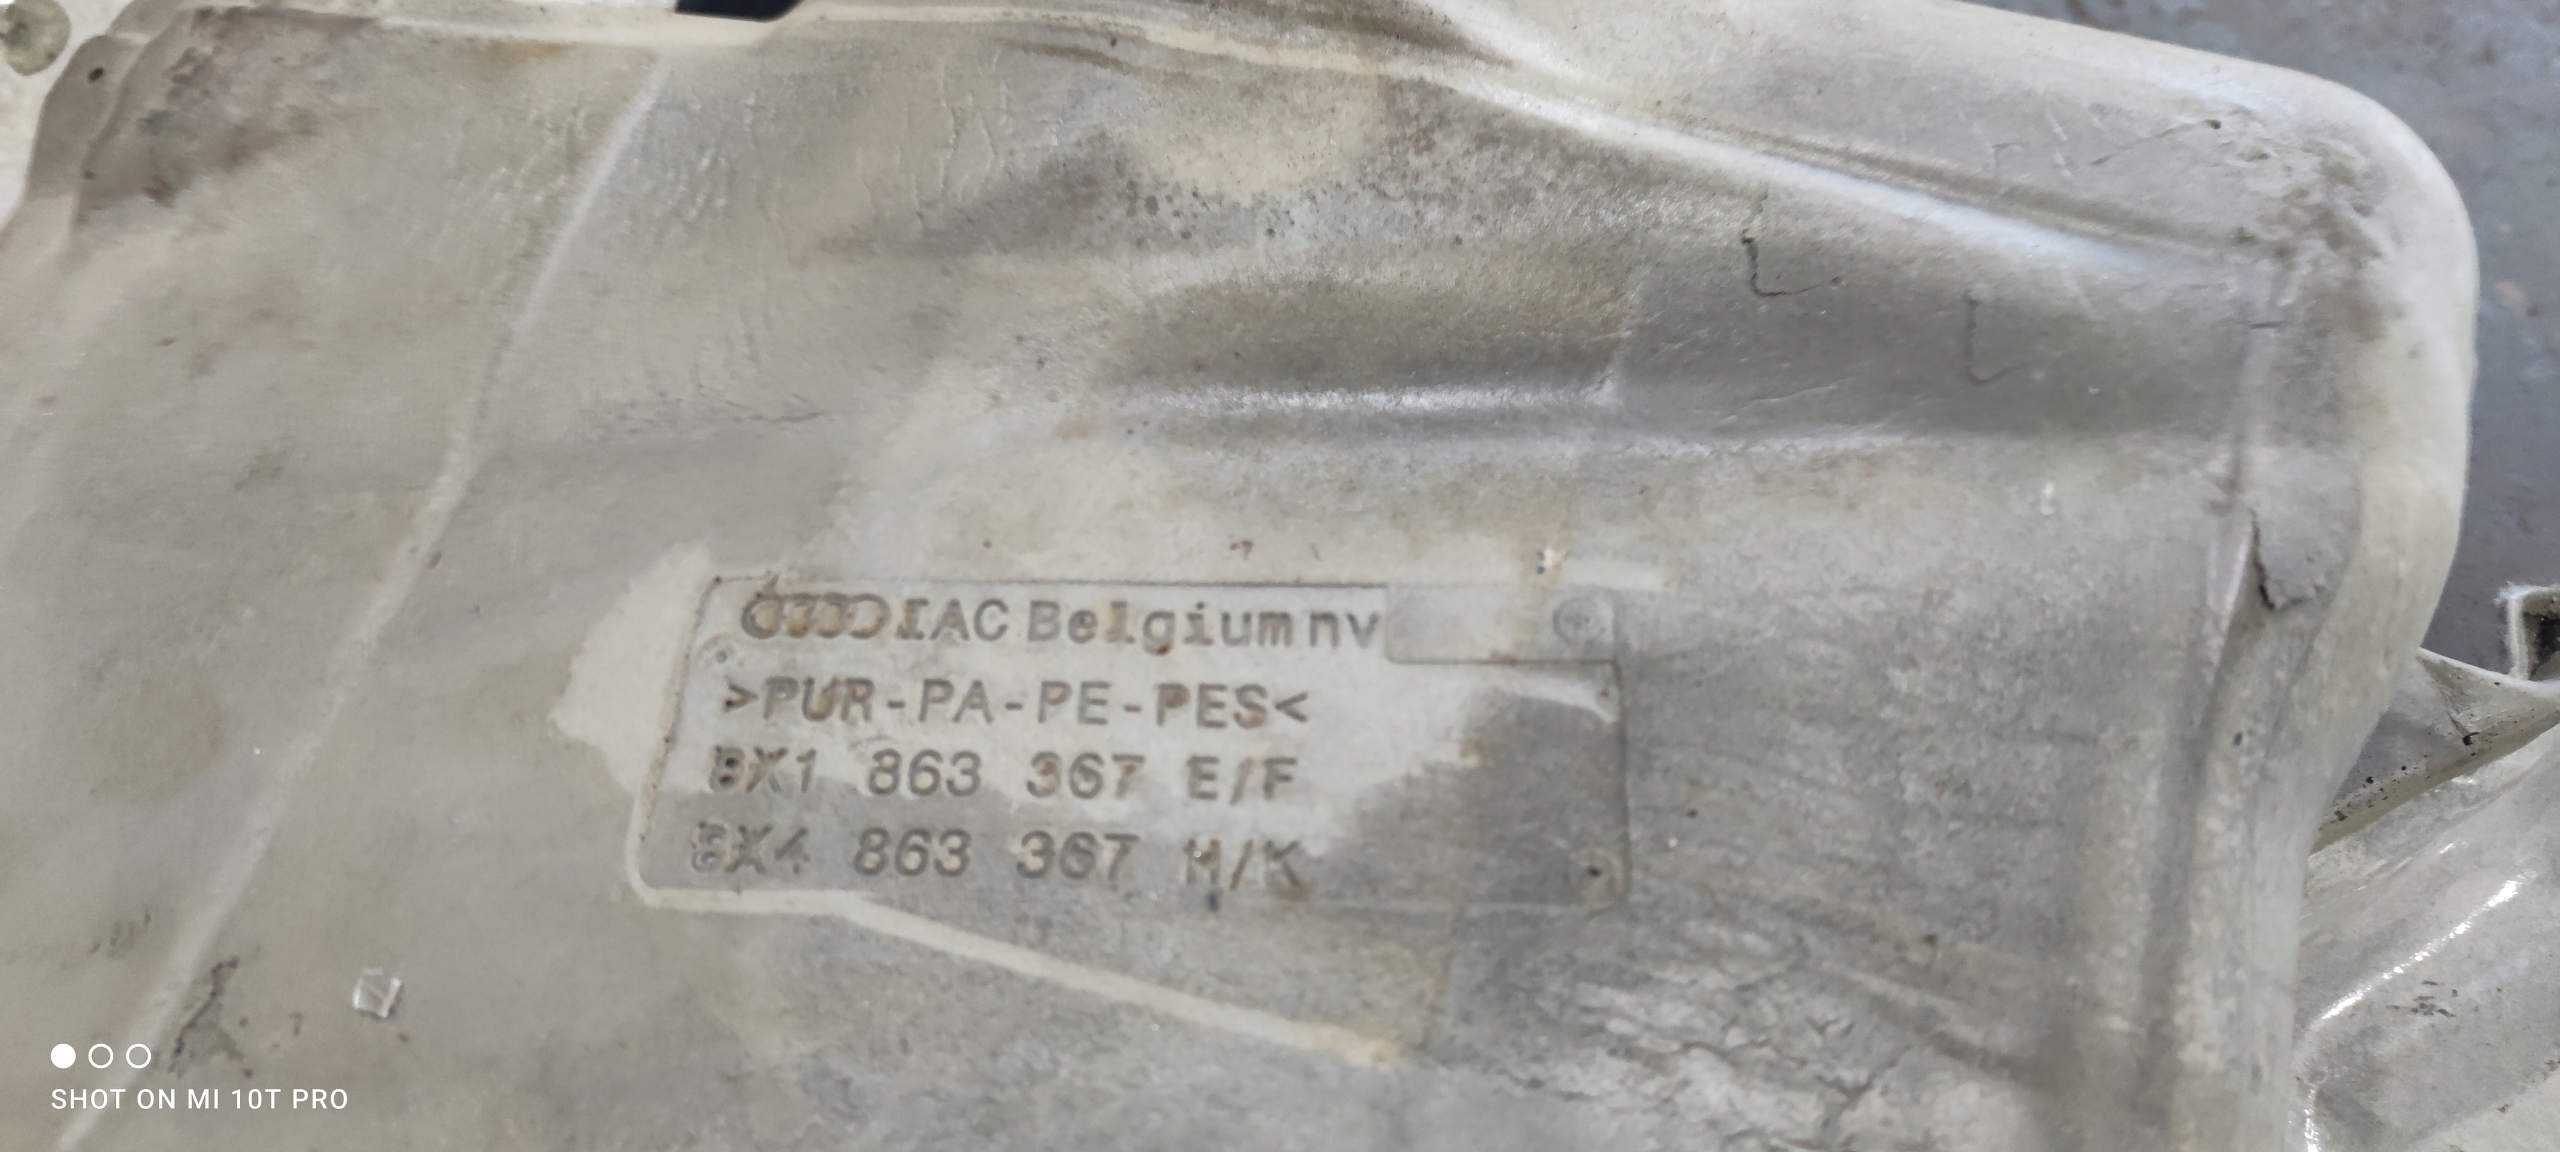 IAC Belgium nv
>PUR-PA-PE-PES<
8X1 863 367 E/F
8X4 863 367 H/K
SHOT ON MI 10T PRO